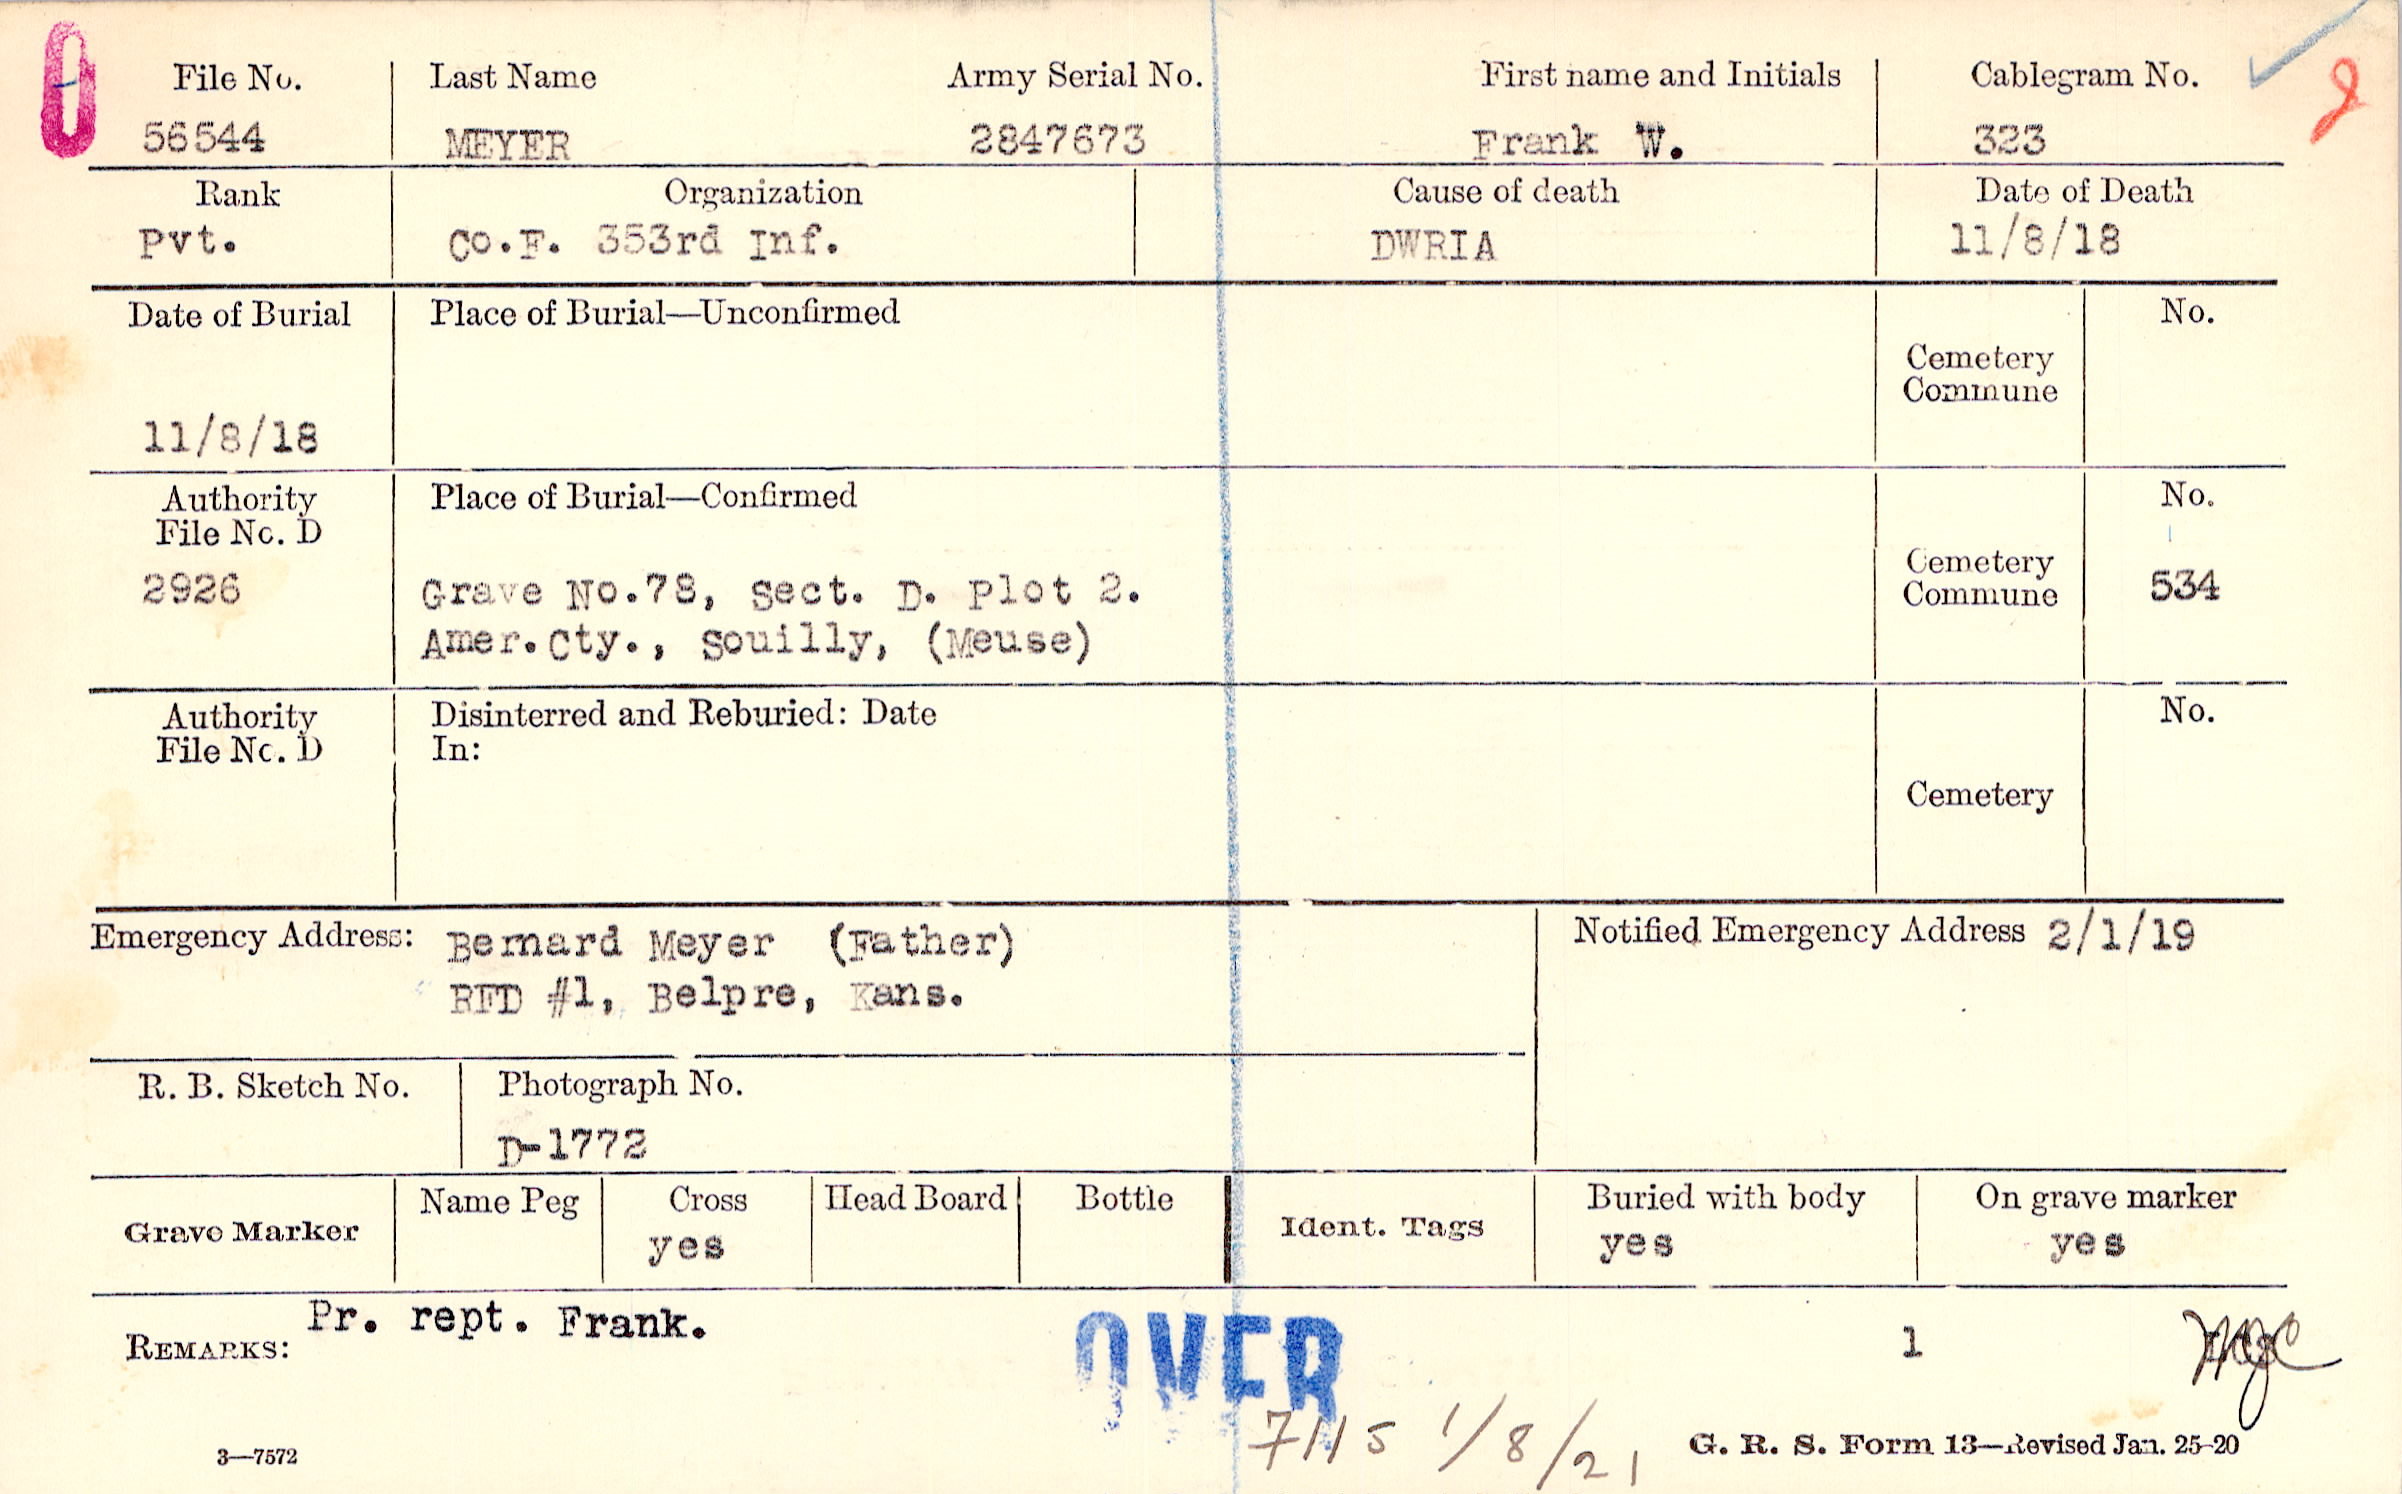 File No. Last Name Army Serial No. First name and Initials Cablegram No.
56544 MEYER 2847673 Frank W. 323
Rank Organization Cause of death Date of Death
Pvt. Co.F. 353rd Inf. DWRIA 11/8/18
Date of Burial Place of Burial—Unconfirmed No.
Cemetery
Commune
11/8/18
Authority Place of Burial—Confirmed No.
File No. D
2926 Grave No.78, Sect. D. Plot 2. Cemetery
Commune 534
Amer.Cty., Souilly, (Meuse)
Authority Disinterred and Reburied: Date No.
File No. D In:
Cemetery
Emergency Address: Bernard Meyer (Father) Notified Emergency Address 2/1/19
RFD #1, Belpre, Kans.
R. B. Sketch No. Photograph No.
D-1772
Grave Marker Name Peg Cross Head Board Bottle Ident. Tags Buried with body On grave marker
yes yes yes
REMARKS: Pr. rept. Frank. 1
OVER
7115 1/8/21
3—7572 G. R. S. Form 13—Revised Jan. 25-20